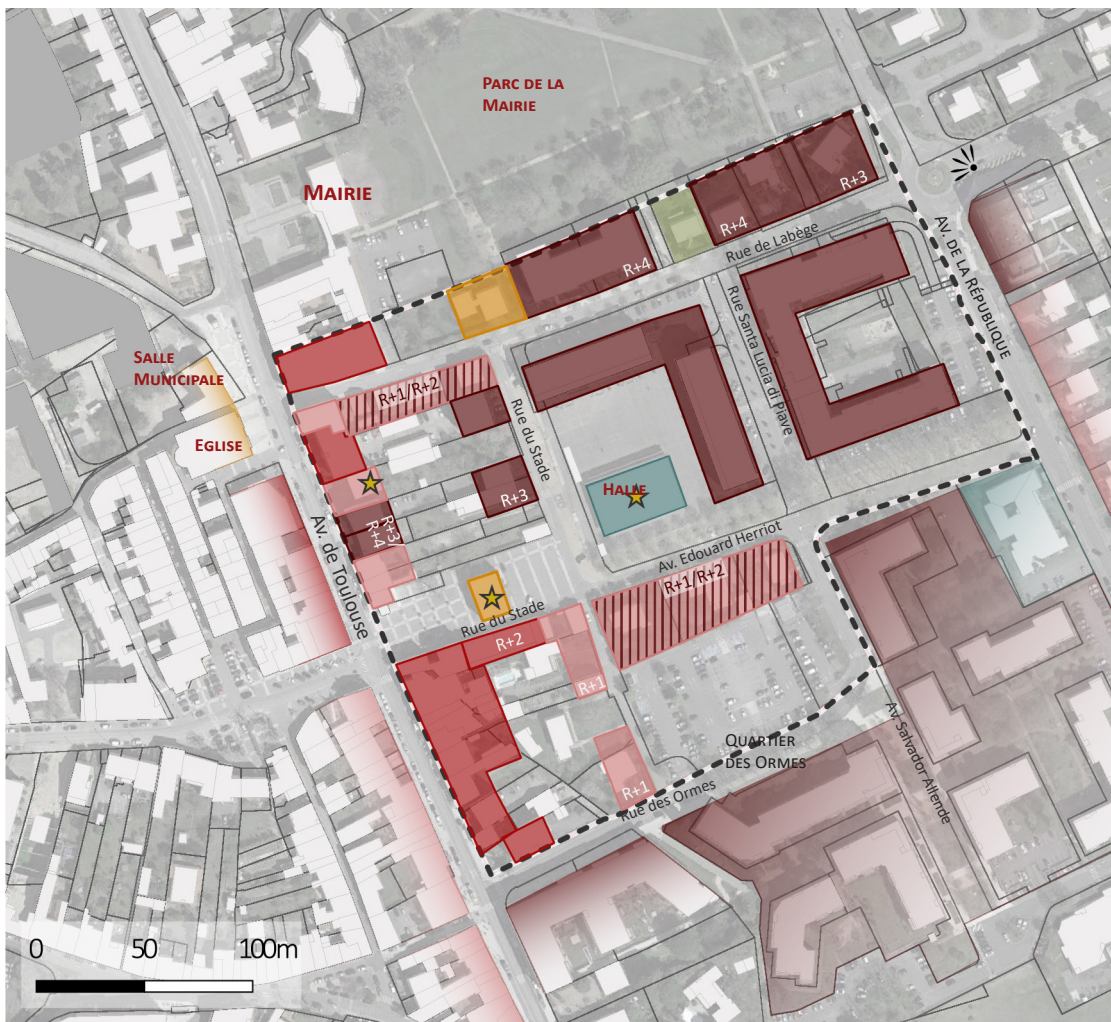 PARC DE LA
MAIRIE
MAIRIE
R+3
R+4
Rue de Labège
R+4
AV. DE LA RÉPUBLIQUE
Rue Santa Lucia di Piave
SALLE
MUNICIPALE
R+1/R+2
Rue du Stade
EGLISE
R+3
HALLE
R+3
R+4
Av. de Toulouse
Av. Edouard Herriot
R+1/R+2
Rue du Stade
R+2
R+1
Av. Salvador Allende
QUARTIER
DES ORMES
R+1
Rue des Ormes
0 50 100m